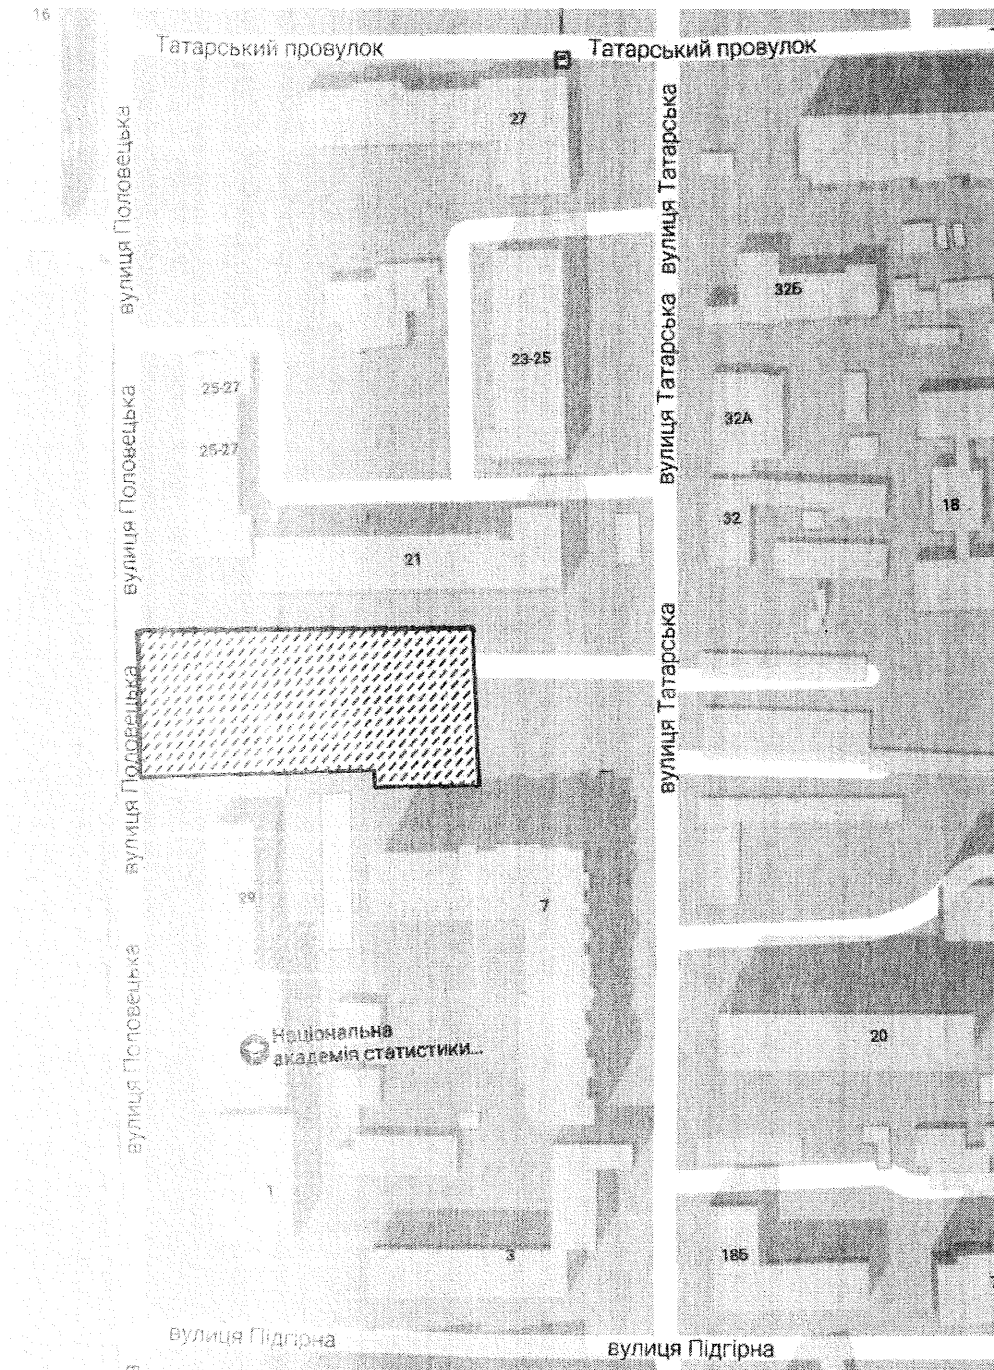 16
Татарський провулок
Татарський провулок
27
вулиця Половецька
вулиця Татарська
32Б
23-25
25-27
вулиця Татарська
32А
вулиця Половецька
25-27
32
18
21
вулиця Татарська
вулиця Половецька
29
7
вулиця Половецька
Національна
академія статистики...
20
1
3
18Б
вулиця Підгірна
вулиця Підгірна